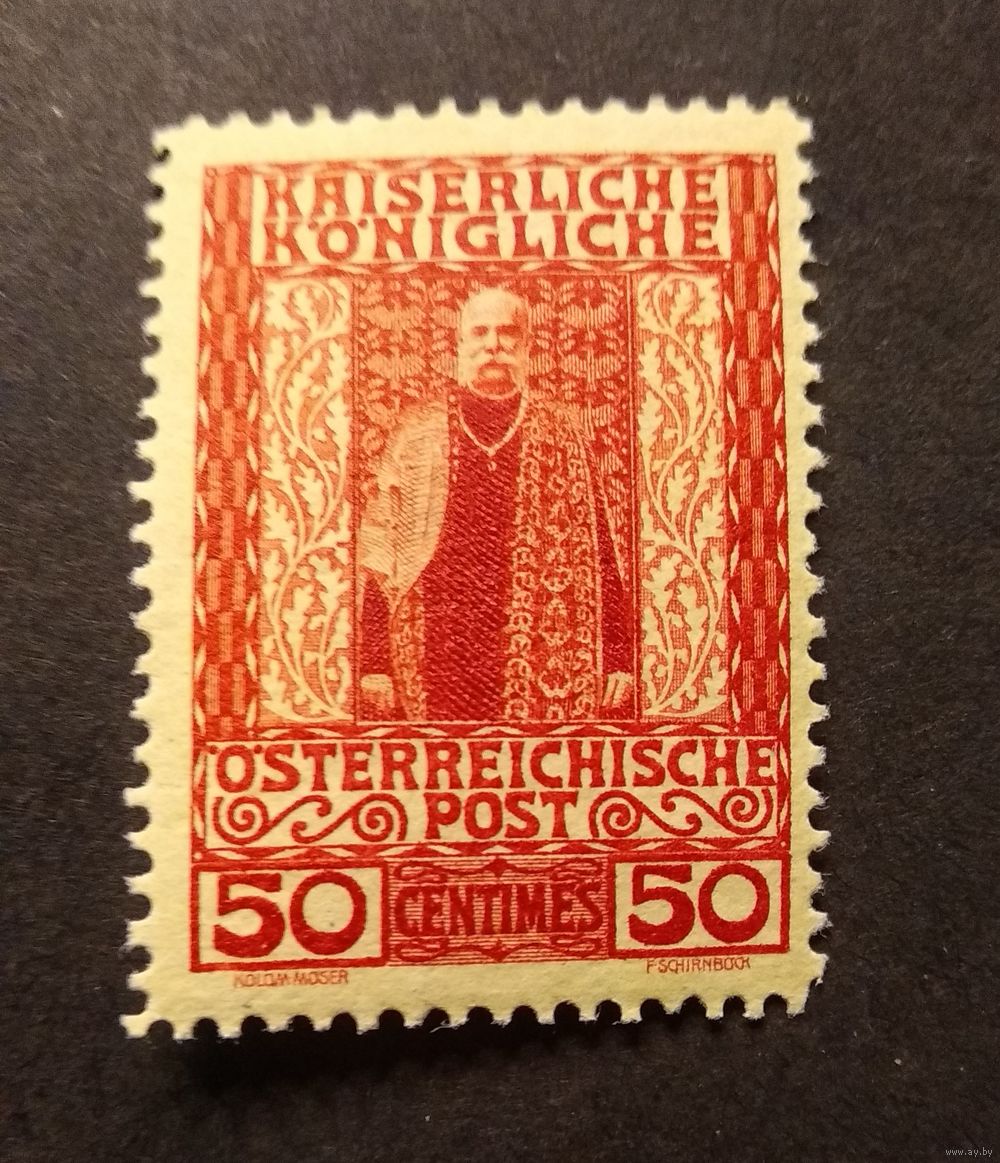 KAISERLICHE
KÖNIGLICHE
ÖSTERREICHISCHE
POST
50 CENTIMES 50
KOLOM·MOSER F·SCHIRNBÖCK
www.ay.by